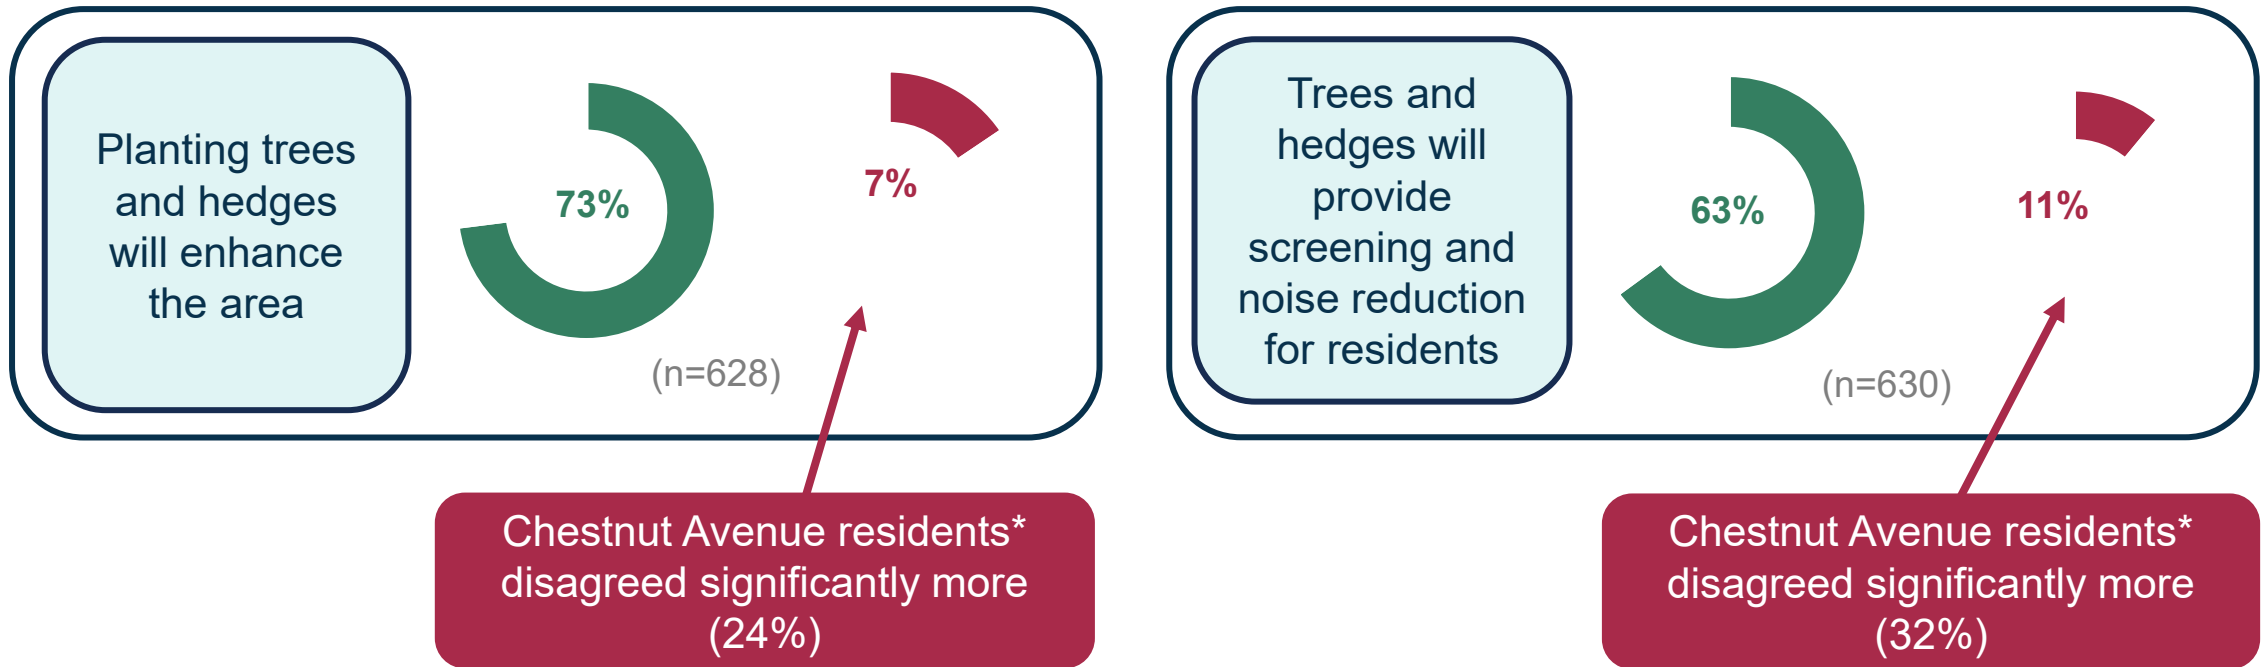 Planting trees
and hedges
will enhance
the area
73%
7%
(n=628)
Chestnut Avenue residents*
disagreed significantly more
(24%)
Trees and
hedges will
provide
screening and
noise reduction
for residents
63%
11%
(n=630)
Chestnut Avenue residents*
disagreed significantly more
(32%)